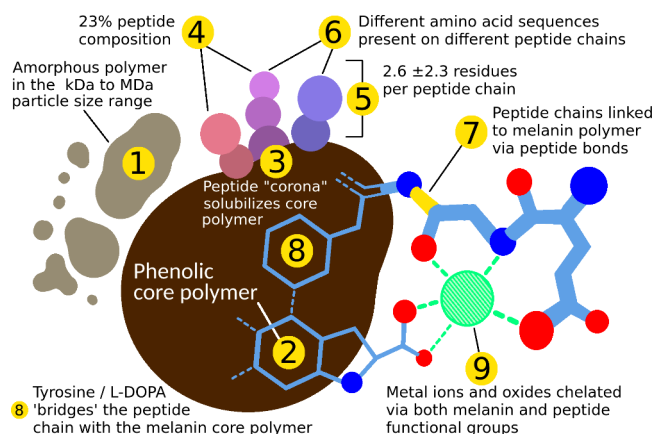 23% peptide
composition
4
6
Different amino acid sequences
present on different peptide chains
Amorphous polymer
in the  kDa to MDa
particle size range
2.6 ±2.3 residues
per peptide chain
5
Peptide chains linked
to melanin polymer
via peptide bonds
7
1
3
Peptide "corona"
solubilizes core
polymer
8
Phenolic
core polymer
2
9
Tyrosine / L-DOPA
8 'bridges' the peptide
chain with the melanin core polymer
Metal ions and oxides chelated
via both melanin and peptide
functional groups